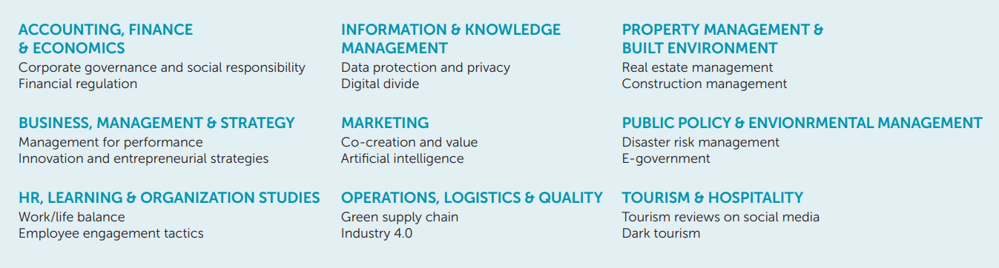 ACCOUNTING, FINANCE
& ECONOMICS
Corporate governance and social responsibility
Financial regulation
BUSINESS, MANAGEMENT & STRATEGY
Management for performance
Innovation and entrepreneurial strategies
HR, LEARNING & ORGANIZATION STUDIES
Work/life balance
Employee engagement tactics
INFORMATION & KNOWLEDGE
MANAGEMENT
Data protection and privacy
Digital divide
MARKETING
Co-creation and value
Artificial intelligence
OPERATIONS, LOGISTICS & QUALITY
Green supply chain
Industry 4.0
PROPERTY MANAGEMENT &
BUILT ENVIRONMENT
Real estate management
Construction management
PUBLIC POLICY & ENVIONRMENTAL MANAGEMENT
Disaster risk management
E-government
TOURISM & HOSPITALITY
Tourism reviews on social media
Dark tourism